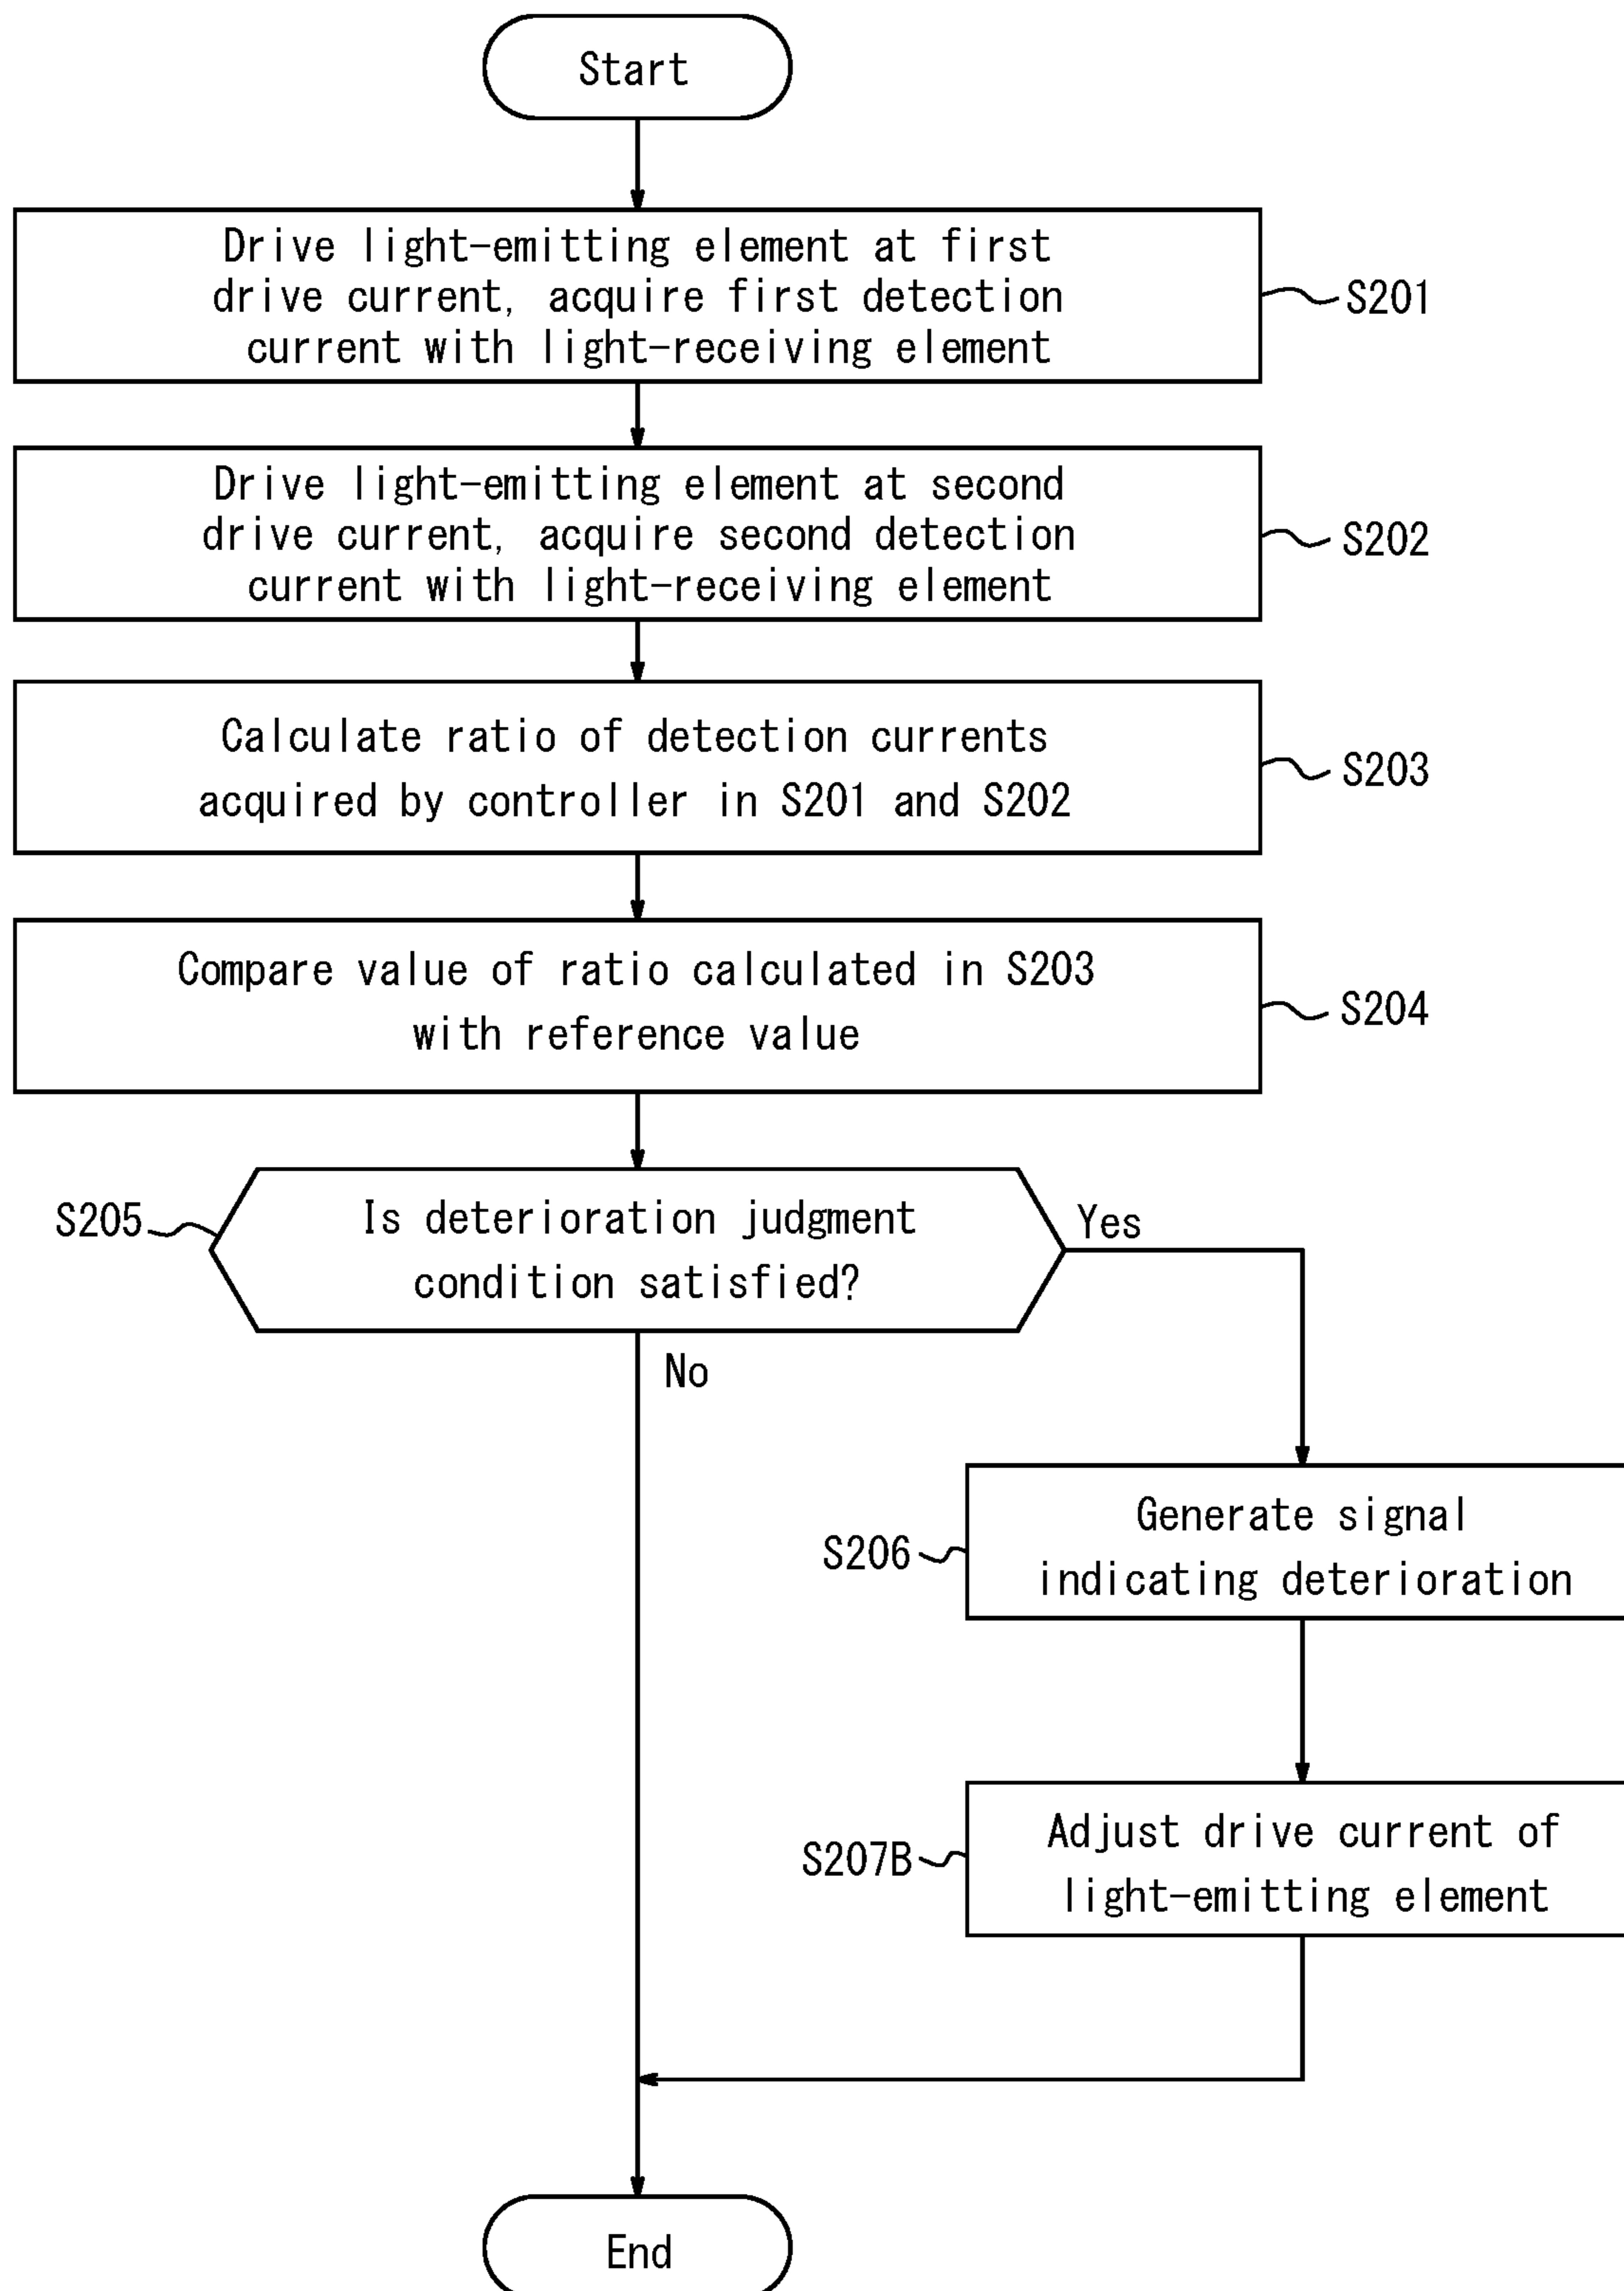 Start
Drive light-emitting element at first
drive current, acquire first detection
current with light-receiving element
S201
Drive light-emitting element at second
drive current, acquire second detection
current with light-receiving element
S202
Calculate ratio of detection currents
acquired by controller in S201 and S202
S203
Compare value of ratio calculated in S203
with reference value
S204
S205
Is deterioration judgment
condition satisfied?
Yes
No
Generate signal
indicating deterioration
S206
Adjust drive current of
light-emitting element
S207B
End